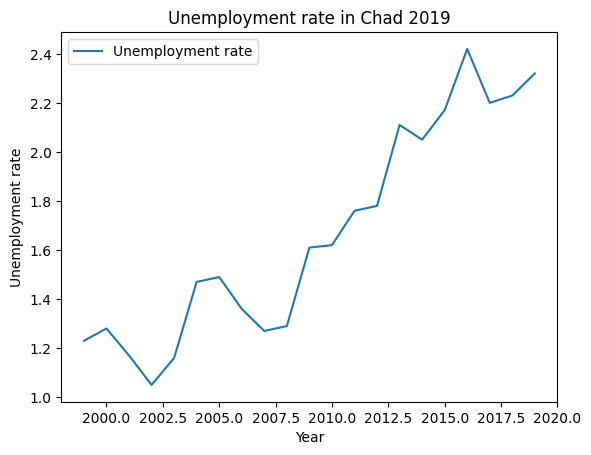 Unemployment rate in Chad 2019
Unemployment rate
2.4
2.2
2.0
1.8
1.6
1.4
1.2
1.0
Unemployment rate
2000.0 2002.5 2005.0 2007.5 2010.0 2012.5 2015.0 2017.5 2020.0
Year